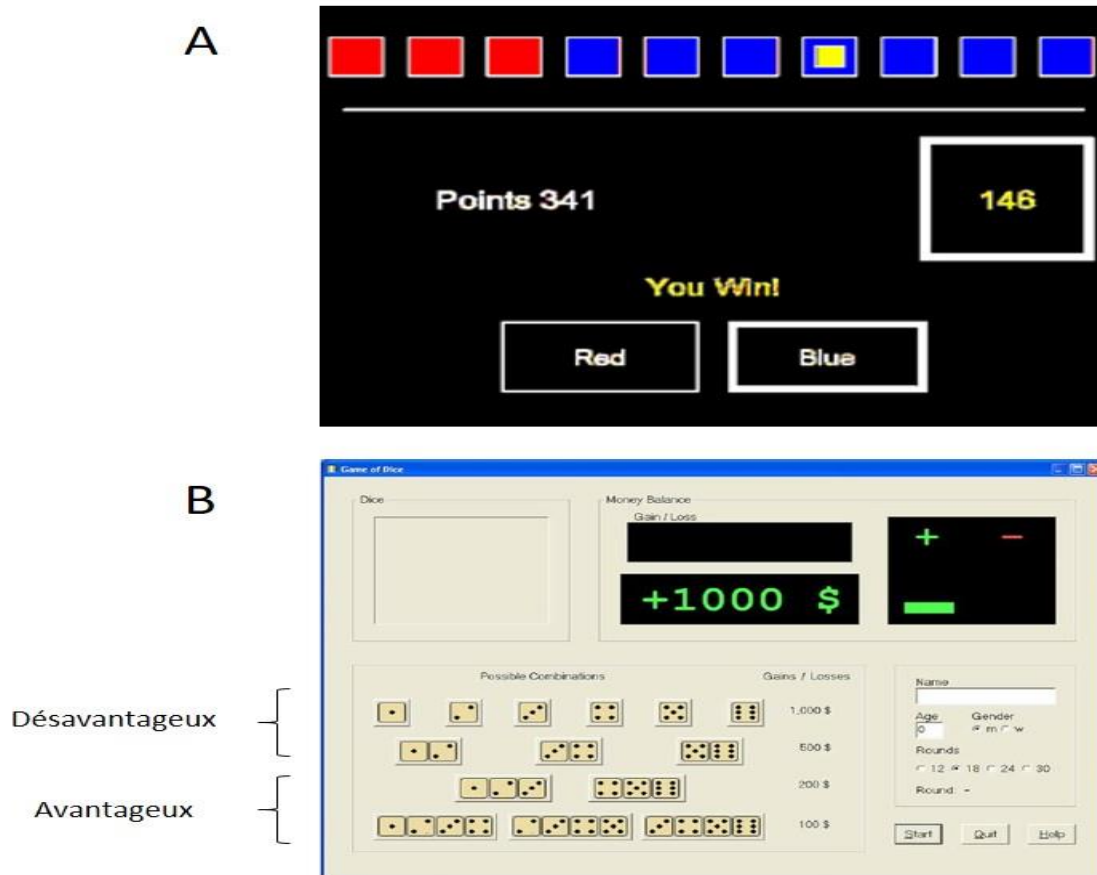 A
Points 341
146
You Win!
Red
Blue
B
Game of Dice
Dice
Money Balance
Gain / Loss
+ −
+1000 $
Désavantageux
Avantageux
Possible Combinations
Gains / Losses
1,000 $
500 $
200 $
100 $
Name
Age
Gender
0
m w
Rounds
12 18 24 30
Round: -
Start
Quit
Help